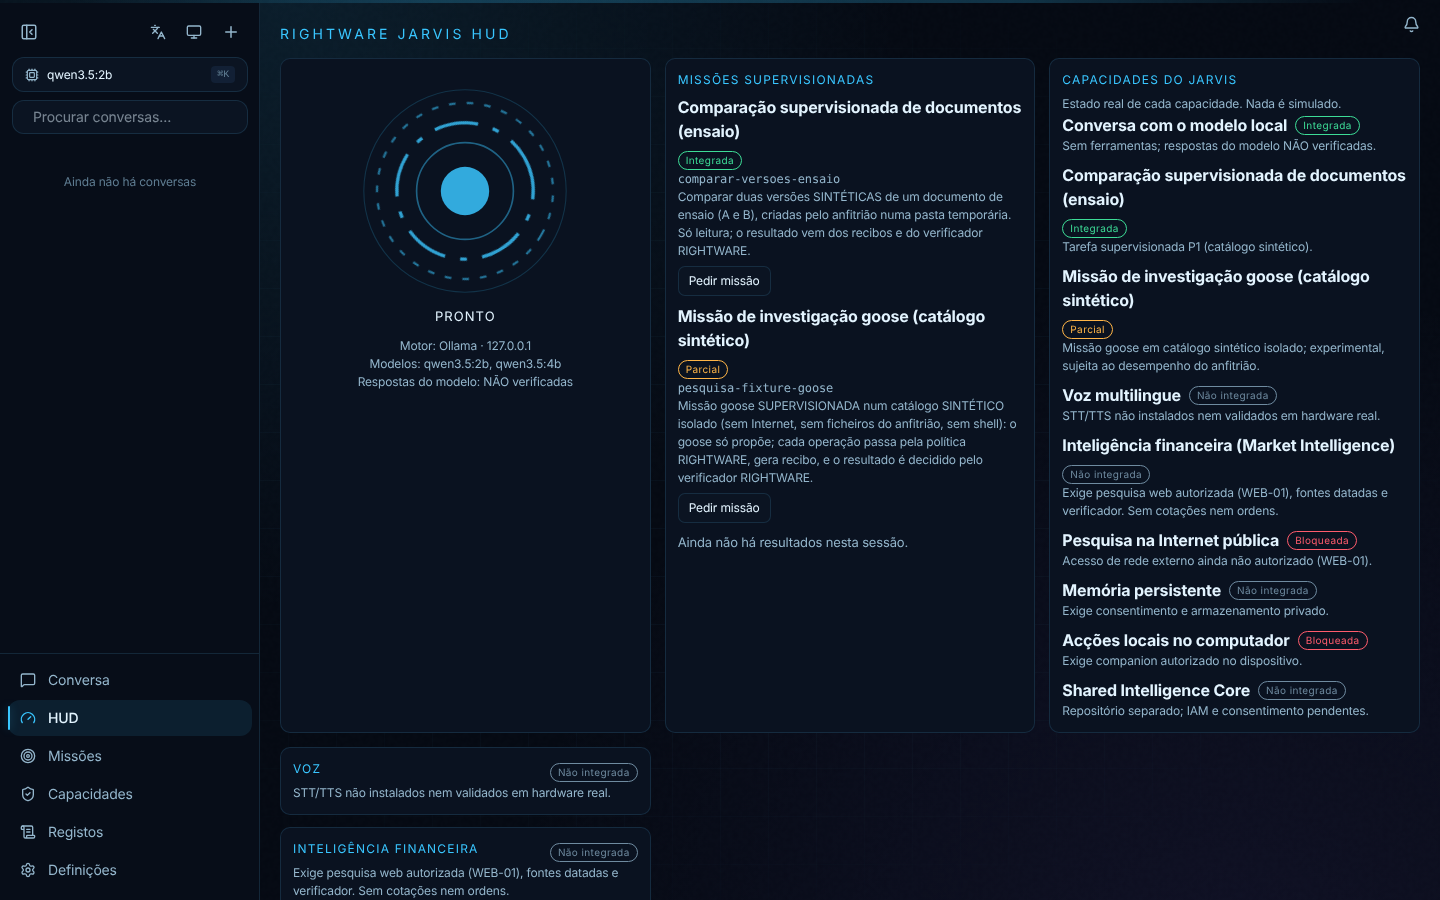 qwen3.5:2b
⌘K
Procurar conversas...
Ainda não há conversas
Conversa
HUD
Missões
Capacidades
Registos
Definições
RIGHTWARE JARVIS HUD
PRONTO
Motor: Ollama · 127.0.0.1
Modelos: qwen3.5:2b, qwen3.5:4b
Respostas do modelo: NÃO verificadas
MISSÕES SUPERVISIONADAS
Comparação supervisionada de documentos
(ensaio)
Integrada
comparar-versoes-ensaio
Comparar duas versões SINTÉTICAS de um documento de
ensaio (A e B), criadas pelo anfitrião numa pasta temporária.
Só leitura; o resultado vem dos recibos e do verificador
RIGHTWARE.
Pedir missão
Missão de investigação goose (catálogo
sintético)
Parcial
pesquisa-fixture-goose
Missão goose SUPERVISIONADA num catálogo SINTÉTICO
isolado (sem Internet, sem ficheiros do anfitrião, sem shell): o
goose só propõe; cada operação passa pela política
RIGHTWARE, gera recibo, e o resultado é decidido pelo
verificador RIGHTWARE.
Pedir missão
Ainda não há resultados nesta sessão.
CAPACIDADES DO JARVIS
Estado real de cada capacidade. Nada é simulado.
Conversa com o modelo local Integrada
Sem ferramentas; respostas do modelo NÃO verificadas.
Comparação supervisionada de documentos
(ensaio)
Integrada
Tarefa supervisionada P1 (catálogo sintético).
Missão de investigação goose (catálogo
sintético)
Parcial
Missão goose em catálogo sintético isolado; experimental,
sujeita ao desempenho do anfitrião.
Voz multilingue Não integrada
STT/TTS não instalados nem validados em hardware real.
Inteligência financeira (Market Intelligence)
Não integrada
Exige pesquisa web autorizada (WEB-01), fontes datadas e
verificador. Sem cotações nem ordens.
Pesquisa na Internet pública Bloqueada
Acesso de rede externo ainda não autorizado (WEB-01).
Memória persistente Não integrada
Exige consentimento e armazenamento privado.
Acções locais no computador Bloqueada
Exige companion autorizado no dispositivo.
Shared Intelligence Core Não integrada
Repositório separado; IAM e consentimento pendentes.
VOZ Não integrada
STT/TTS não instalados nem validados em hardware real.
INTELIGÊNCIA FINANCEIRA Não integrada
Exige pesquisa web autorizada (WEB-01), fontes datadas e
verificador. Sem cotações nem ordens.